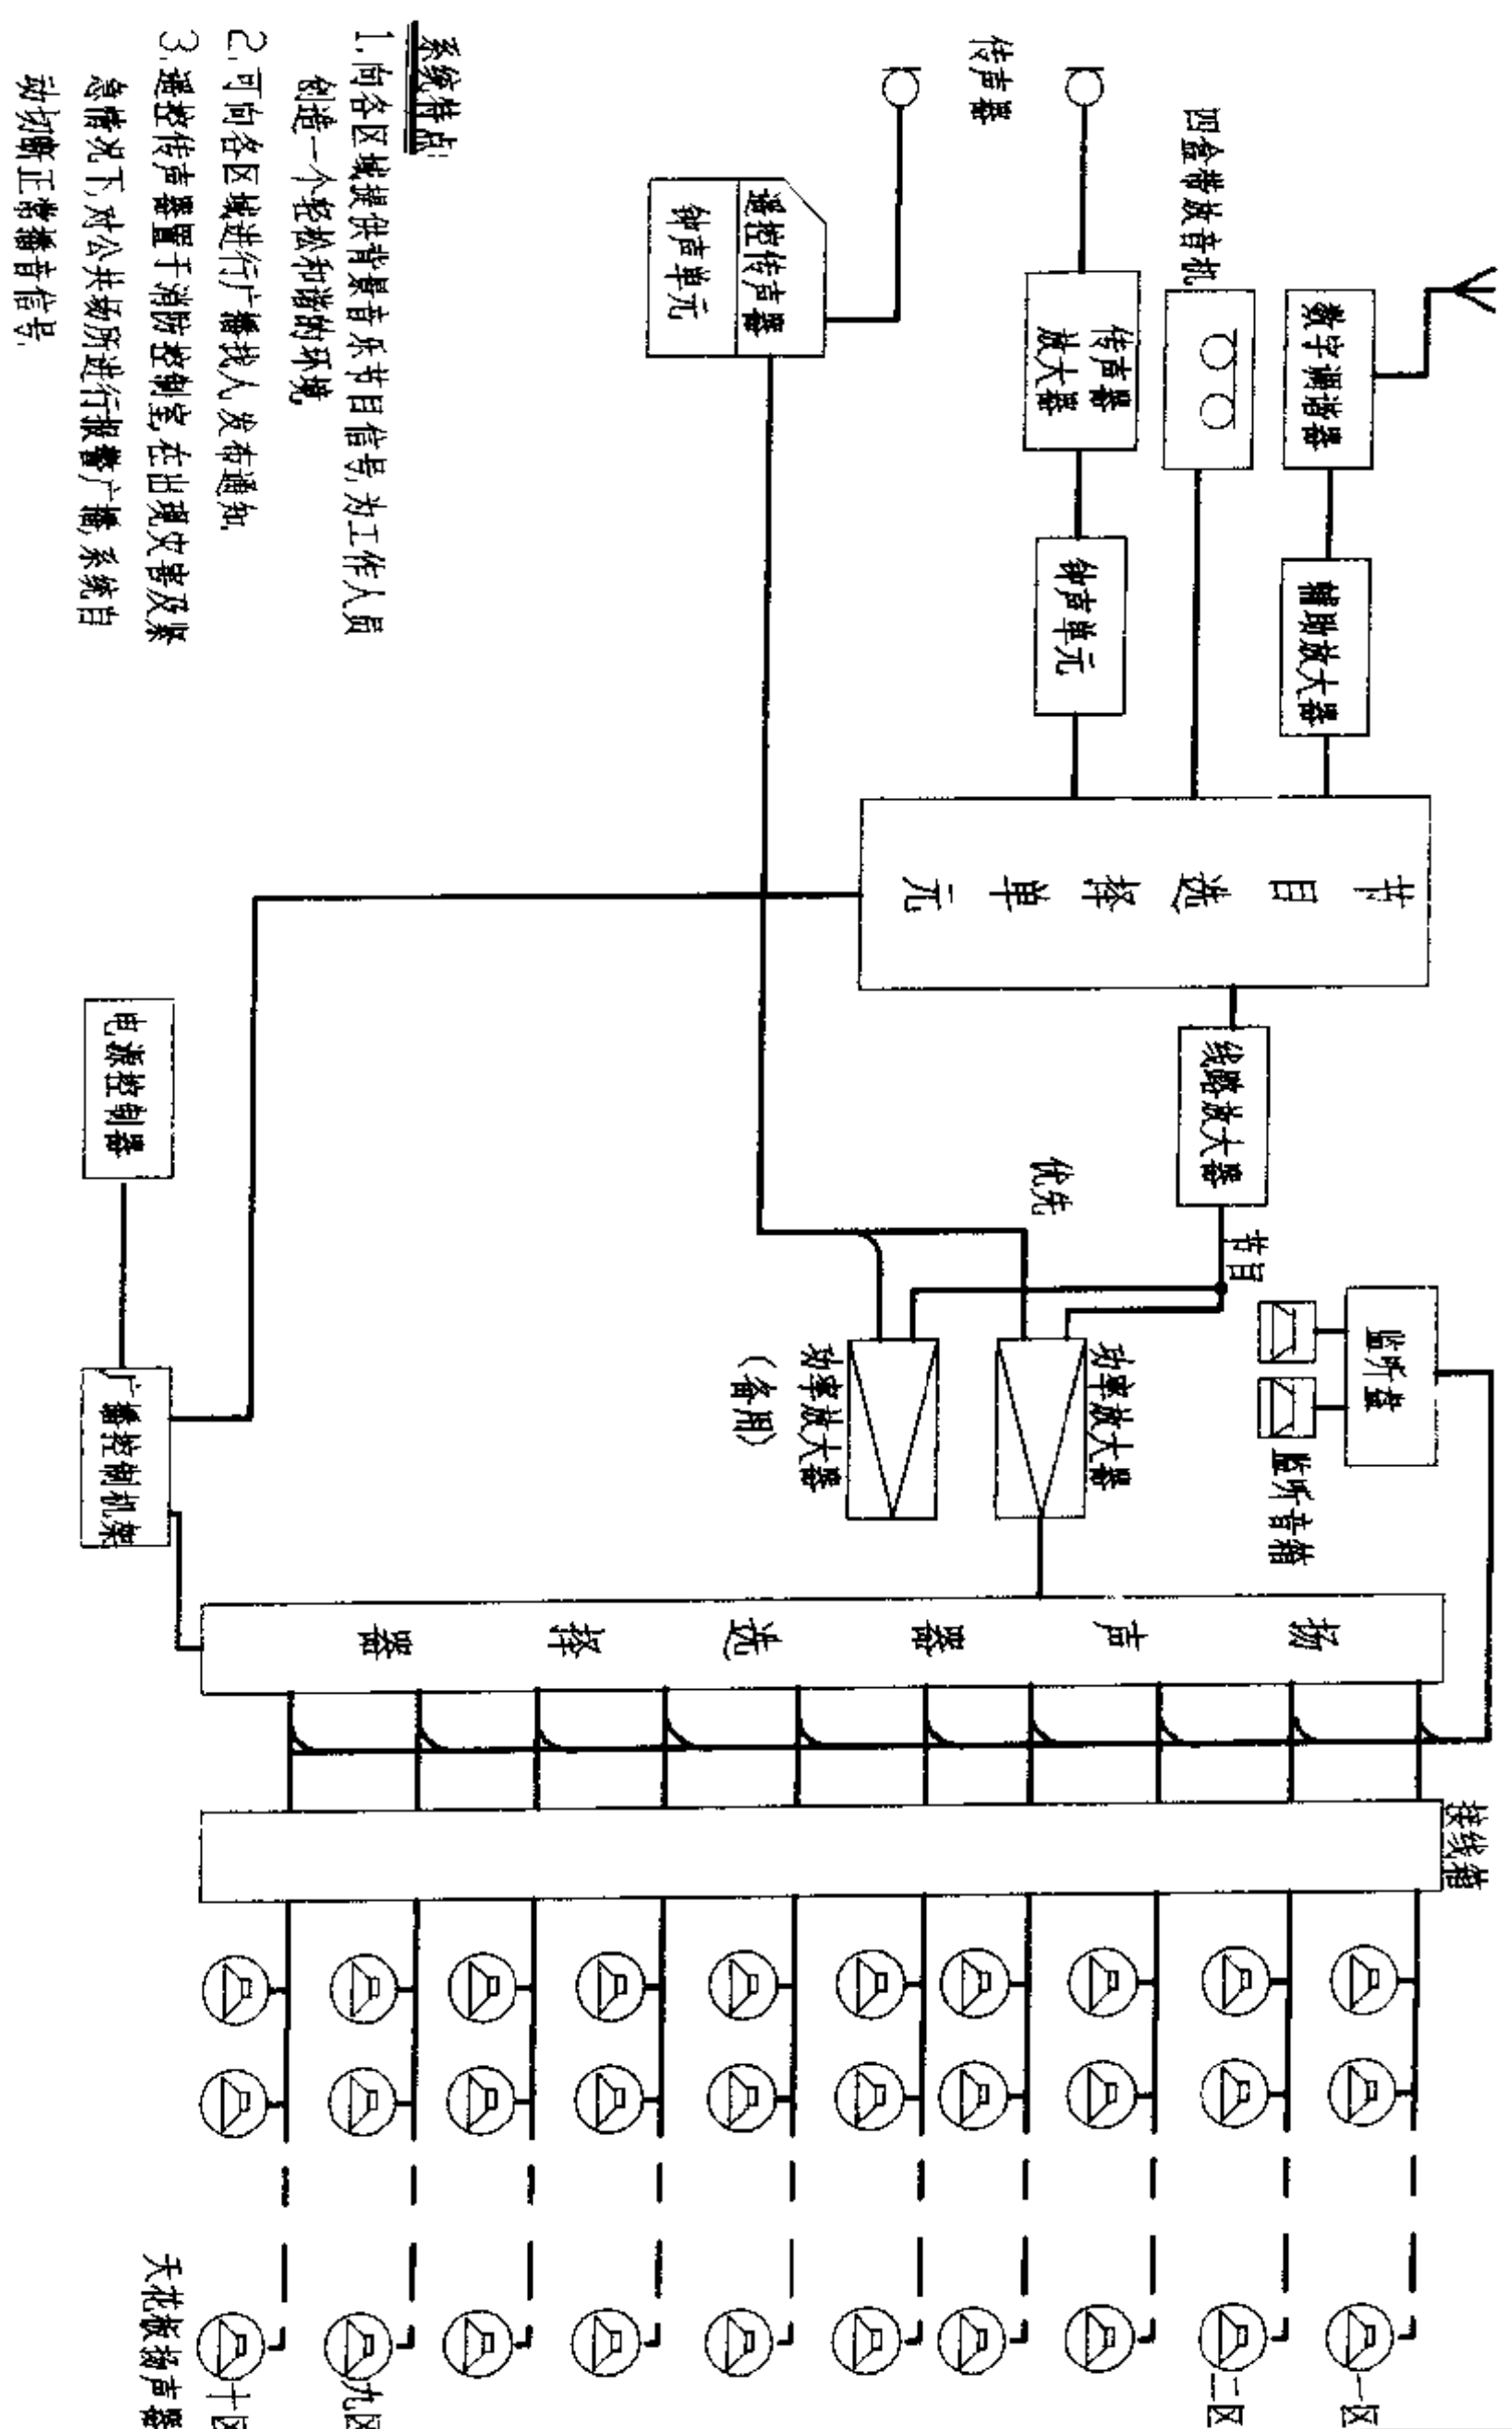 数字调谐器
辅助放大器
四盒带放音机
传声器
放大器
钟声单元
传声器
遥控传声器
钟声单元
节目选择单元
线路放大器
节目
优先
功率放大器
功率放大器
(备用)
监听盘
监听音箱
扬声器选择器
接线箱
电源控制器
广播控制机架
一区
二区
九区
十区
天花板扬声器
系统特点:
1.向各区域提供背景音乐节目信号,为工作人员
创造一个轻松和谐的环境.
2.可向各区域进行广播找人,发布通知.
3.遥控传声器置于消防控制室,在出现灾害及紧
急情况下,对公共场所进行报警广播,系统自
动切断正常播音信号.